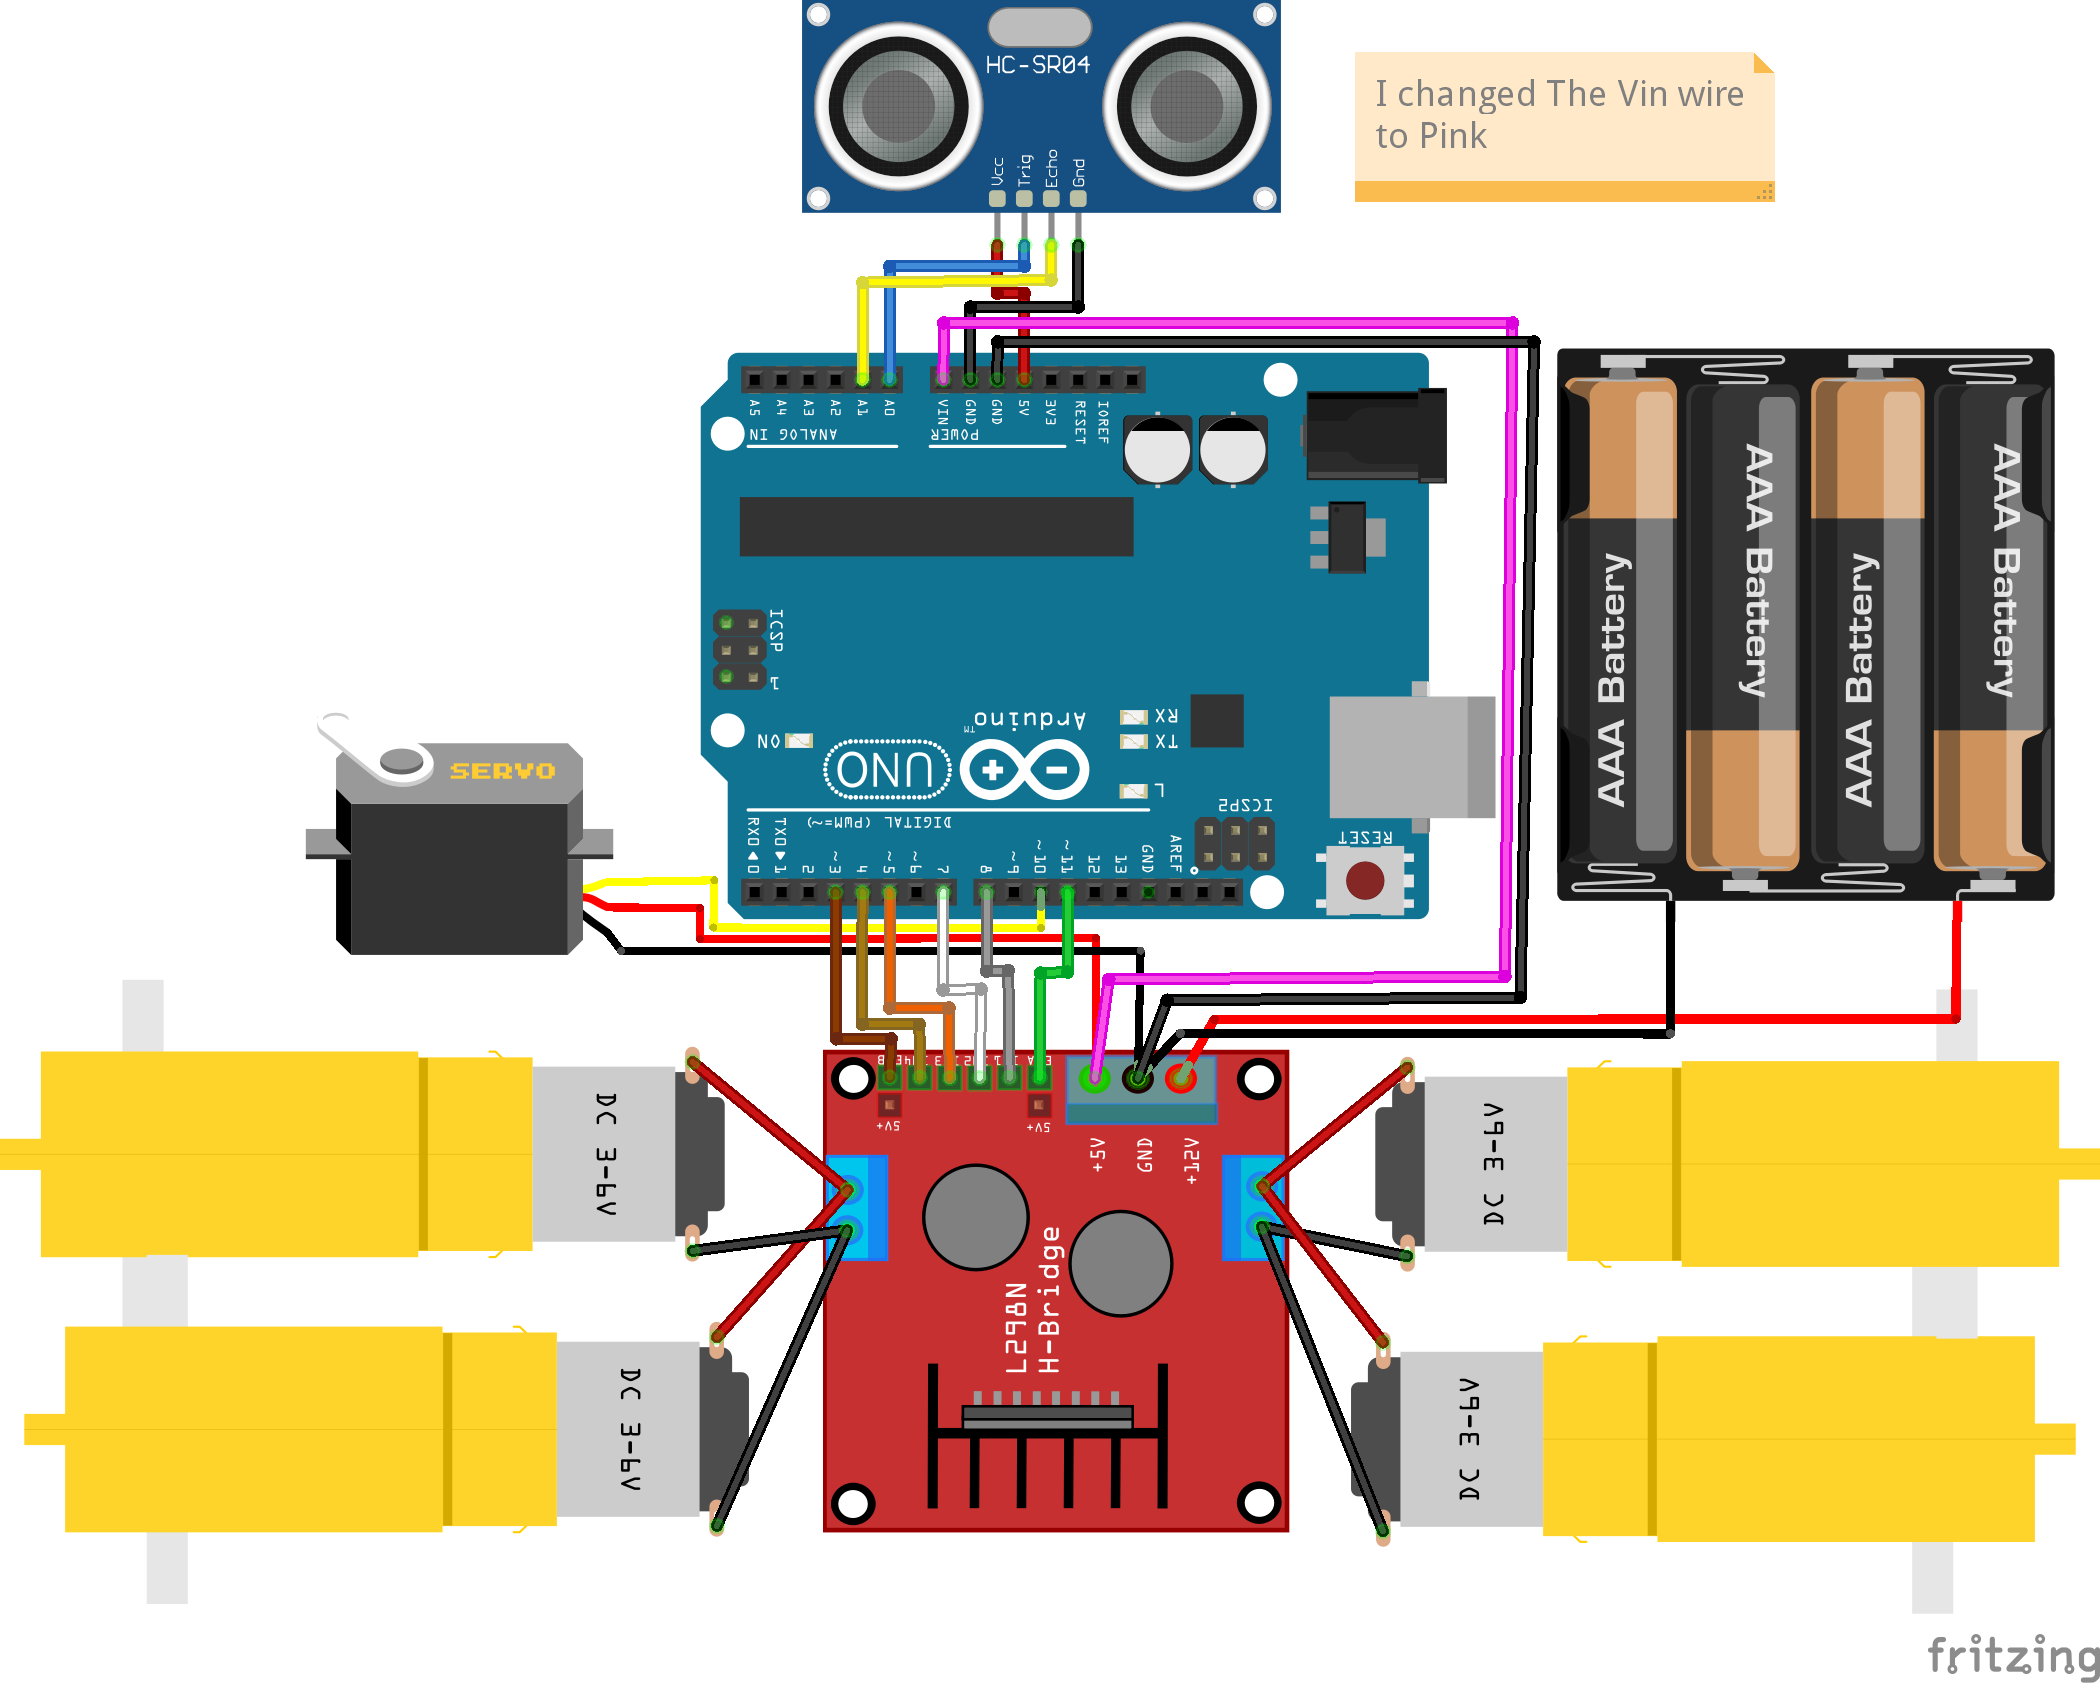 HC-SR04
Vcc
Trig
Echo
Gnd
I changed The Vin wire
to Pink
A5
A4
A3
A2
A1
A0
VIN
GND
GND
5V
3V3
RESET
IOREF
ANALOG IN
POWER
AAA Battery
AAA Battery
AAA Battery
AAA Battery
ICSP
1
Arduino
TM
UNO
ON
RX
TX
L
ICSP2
RESET
SERVO
DIGITAL (PWM=~)
RX0
TX0
0
1
2
~3
4
~5
~6
7
8
~9
~10
~11
12
13
GND
AREF
5V+
5V+
+5V
GND
+12V
L298N
H-Bridge
DC 3-6V
DC 3-6V
DC 3-6V
DC 3-6V
fritzing